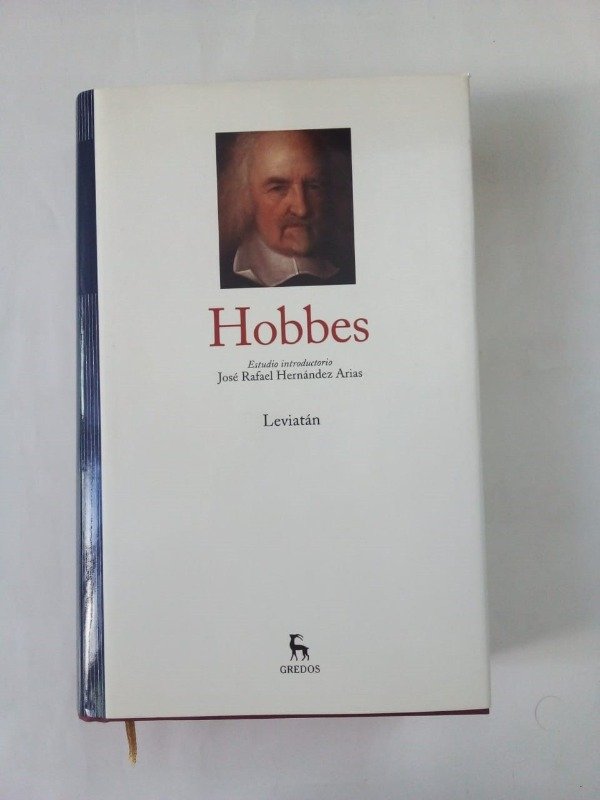 Hobbes
Estudio introductorio
José Rafael Hernández Arias
Leviatán
GREDOS